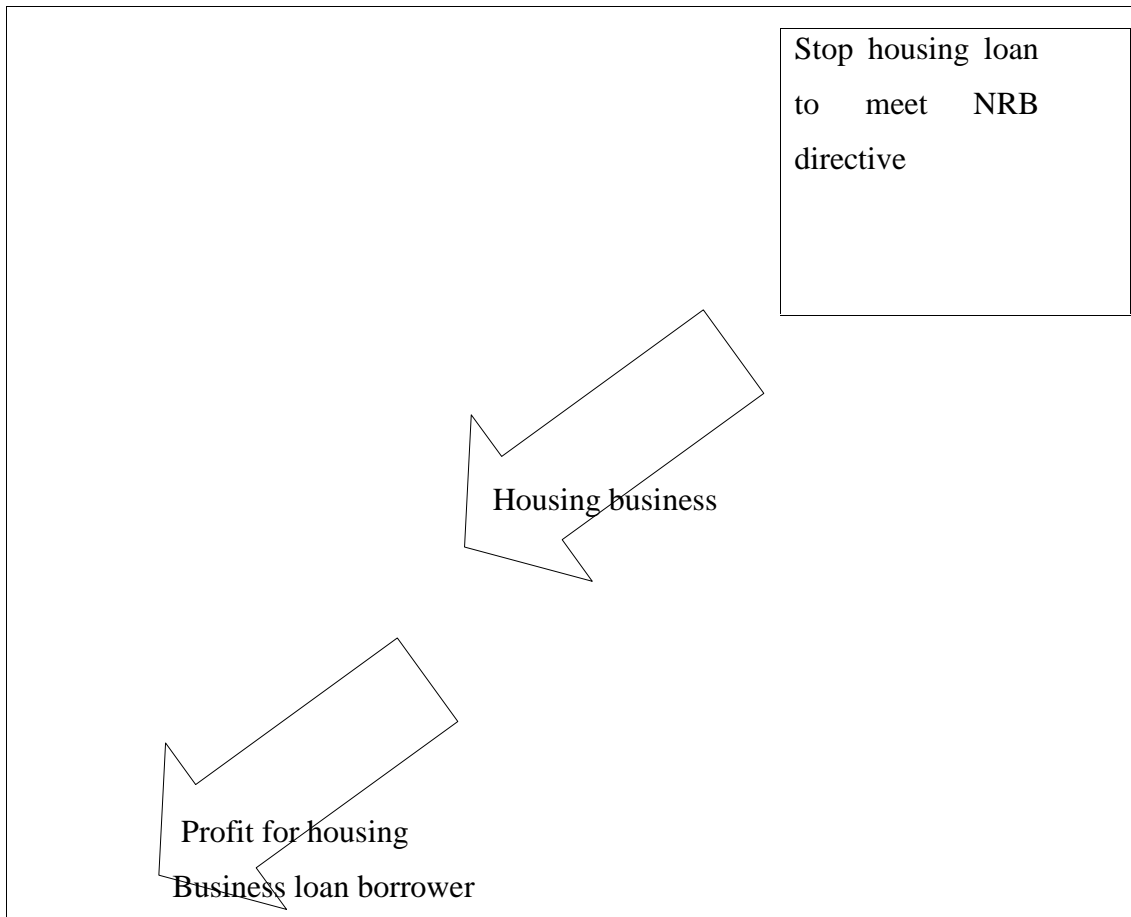 Stop housing loan
to meet NRB
directive
Housing business
Profit for housing
Business loan borrower